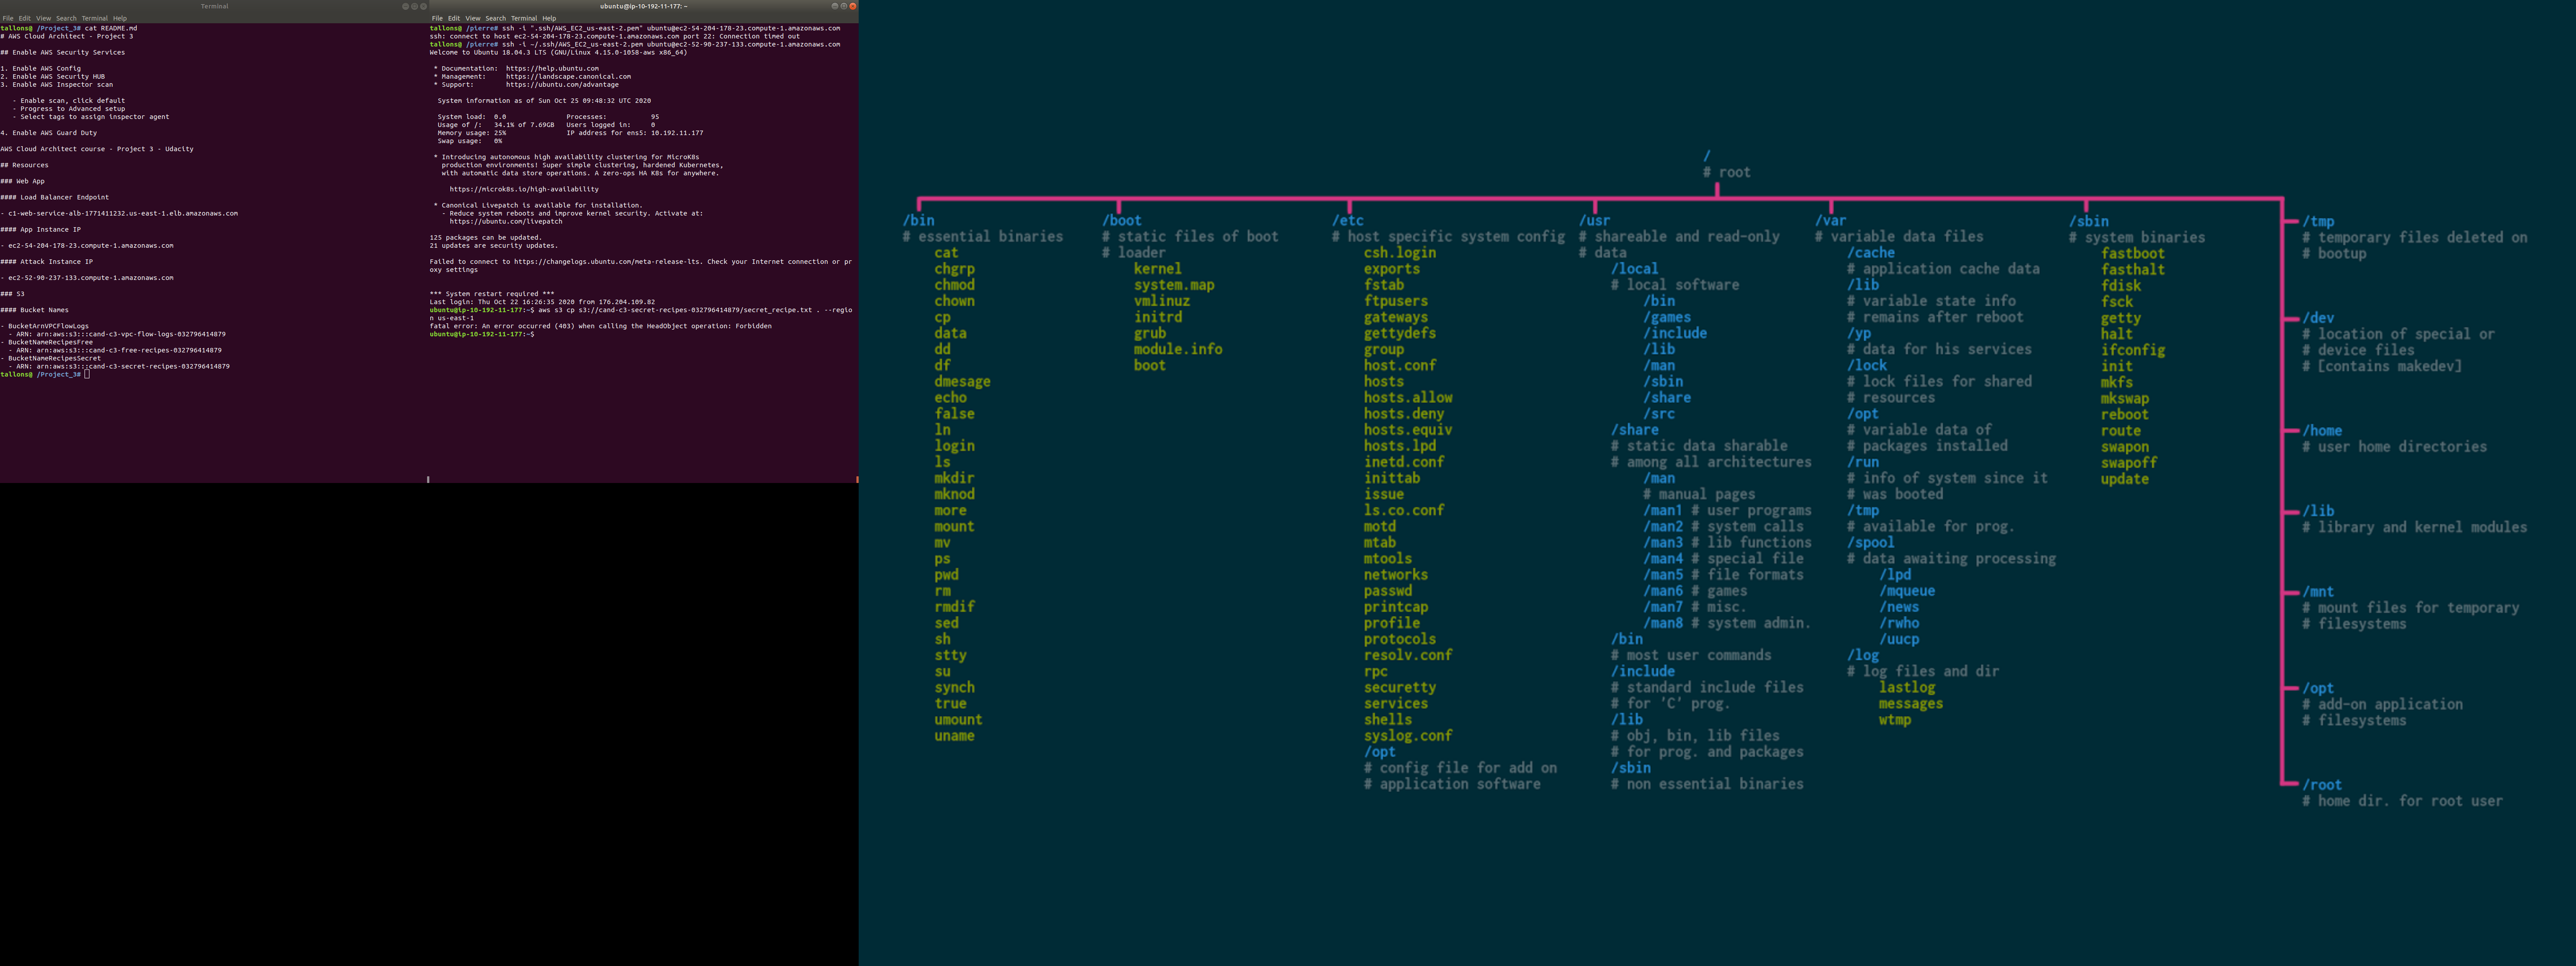 Terminal
File Edit View Search Terminal Help
tallons@ /Project_3# cat README.md
# AWS Cloud Architect - Project 3
## Enable AWS Security Services
1. Enable AWS Config
2. Enable AWS Security HUB
3. Enable AWS Inspector scan
- Enable scan, click default
- Progress to Advanced setup
- Select tags to assign inspector agent
4. Enable AWS Guard Duty
AWS Cloud Architect course - Project 3 - Udacity
## Resources
### Web App
#### Load Balancer Endpoint
- c1-web-service-alb-1771411232.us-east-1.elb.amazonaws.com
#### App Instance IP
- ec2-54-204-178-23.compute-1.amazonaws.com
#### Attack Instance IP
- ec2-52-90-237-133.compute-1.amazonaws.com
### S3
#### Bucket Names
- BucketArnVPCFlowLogs
- ARN: arn:aws:s3:::cand-c3-vpc-flow-logs-032796414879
- BucketNameRecipesFree
- ARN: arn:aws:s3:::cand-c3-free-recipes-032796414879
- BucketNameRecipesSecret
- ARN: arn:aws:s3:::cand-c3-secret-recipes-032796414879
tallons@ /Project_3#
ubuntu@ip-10-192-11-177: ~
File Edit View Search Terminal Help
tallons@ /pierre# ssh -i ".ssh/AWS_EC2_us-east-2.pem" ubuntu@ec2-54-204-178-23.compute-1.amazonaws.com
ssh: connect to host ec2-54-204-178-23.compute-1.amazonaws.com port 22: Connection timed out
tallons@ /pierre# ssh -i ~/.ssh/AWS_EC2_us-east-2.pem ubuntu@ec2-52-90-237-133.compute-1.amazonaws.com
Welcome to Ubuntu 18.04.3 LTS (GNU/Linux 4.15.0-1058-aws x86_64)
* Documentation: https://help.ubuntu.com
* Management: https://landscape.canonical.com
* Support: https://ubuntu.com/advantage
System information as of Sun Oct 25 09:48:32 UTC 2020
System load: 0.0 Processes: 95
Usage of /: 34.1% of 7.69GB Users logged in: 0
Memory usage: 25% IP address for ens5: 10.192.11.177
Swap usage: 0%
* Introducing autonomous high availability clustering for MicroK8s
production environments! Super simple clustering, hardened Kubernetes,
with automatic data store operations. A zero-ops HA K8s for anywhere.
https://microk8s.io/high-availability
* Canonical Livepatch is available for installation.
- Reduce system reboots and improve kernel security. Activate at:
https://ubuntu.com/livepatch
125 packages can be updated.
21 updates are security updates.
Failed to connect to https://changelogs.ubuntu.com/meta-release-lts. Check your Internet connection or pr
oxy settings
*** System restart required ***
Last login: Thu Oct 22 16:26:35 2020 from 176.204.109.82
ubuntu@ip-10-192-11-177:~$ aws s3 cp s3://cand-c3-secret-recipes-032796414879/secret_recipe.txt . --regio
n us-east-1
fatal error: An error occurred (403) when calling the HeadObject operation: Forbidden
ubuntu@ip-10-192-11-177:~$
/
# root
/bin
# essential binaries
cat
chgrp
chmod
chown
cp
data
dd
df
dmesage
echo
false
ln
login
ls
mkdir
mknod
more
mount
mv
ps
pwd
rm
rmdif
sed
sh
stty
su
synch
true
umount
uname
/boot
# static files of boot
# loader
kernel
system.map
vmlinuz
initrd
grub
module.info
boot
/etc
# host specific system config
csh.login
exports
fstab
ftpusers
gateways
gettydefs
group
host.conf
hosts
hosts.allow
hosts.deny
hosts.equiv
hosts.lpd
inetd.conf
inittab
issue
ls.co.conf
motd
mtab
mtools
networks
passwd
printcap
profile
protocols
resolv.conf
rpc
securetty
services
shells
syslog.conf
/opt
# config file for add on
# application software
/usr
# shareable and read-only
# data
/local
# local software
/bin
/games
/include
/lib
/man
/sbin
/share
/src
/share
# static data sharable
# among all architectures
/man
# manual pages
/man1 # user programs
/man2 # system calls
/man3 # lib functions
/man4 # special file
/man5 # file formats
/man6 # games
/man7 # misc.
/man8 # system admin.
/bin
# most user commands
/include
# standard include files
# for 'C' prog.
/lib
# obj, bin, lib files
# for prog. and packages
/sbin
# non essential binaries
/var
# variable data files
/cache
# application cache data
/lib
# variable state info
# remains after reboot
/yp
# data for his services
/lock
# lock files for shared
# resources
/opt
# variable data of
# packages installed
/run
# info of system since it
# was booted
/tmp
# available for prog.
/spool
# data awaiting processing
/lpd
/mqueue
/news
/rwho
/uucp
/log
# log files and dir
lastlog
messages
wtmp
/sbin
# system binaries
fastboot
fasthalt
fdisk
fsck
getty
halt
ifconfig
init
mkfs
mkswap
reboot
route
swapon
swapoff
update
/tmp
# temporary files deleted on
# bootup
/dev
# location of special or
# device files
# [contains makedev]
/home
# user home directories
/lib
# library and kernel modules
/mnt
# mount files for temporary
# filesystems
/opt
# add-on application
# filesystems
/root
# home dir. for root user